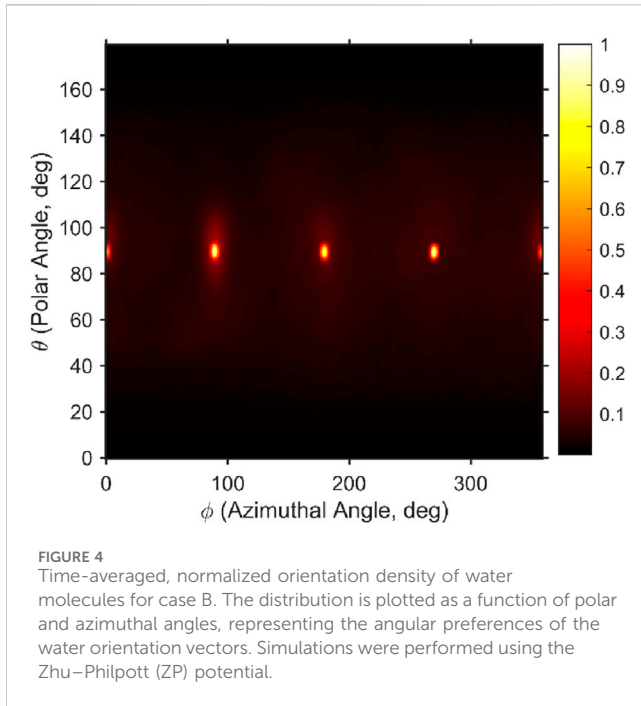 160
140
120
100
80
60
40
20
0
θ (Polar Angle, deg)
0
100
200
300
ϕ (Azimuthal Angle, deg)
1
0.9
0.8
0.7
0.6
0.5
0.4
0.3
0.2
0.1
FIGURE 4
Time-averaged, normalized orientation density of water
molecules for case B. The distribution is plotted as a function of polar
and azimuthal angles, representing the angular preferences of the
water orientation vectors. Simulations were performed using the
Zhu–Philpott (ZP) potential.